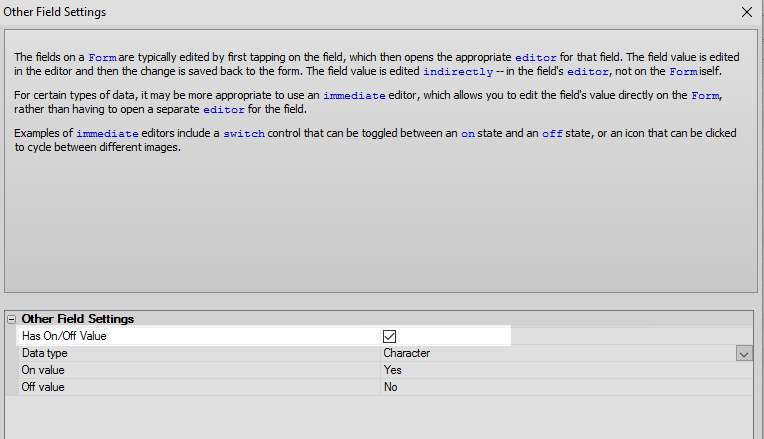 Other Field Settings
The fields on a Form are typically edited by first tapping on the field, which then opens the appropriate editor for that field. The field value is edited
in the editor and then the change is saved back to the form. The field value is edited indirectly -- in the field's editor, not on the Form iself.
For certain types of data, it may be more appropriate to use an immediate editor, which allows you to edit the field's value directly on the Form,
rather than having to open a separate editor for the field.
Examples of immediate editors include a switch control that can be toggled between an on state and an off state, or an icon that can be clicked
to cycle between different images.
Other Field Settings
Has On/Off Value
Data type Character
On value Yes
Off value No